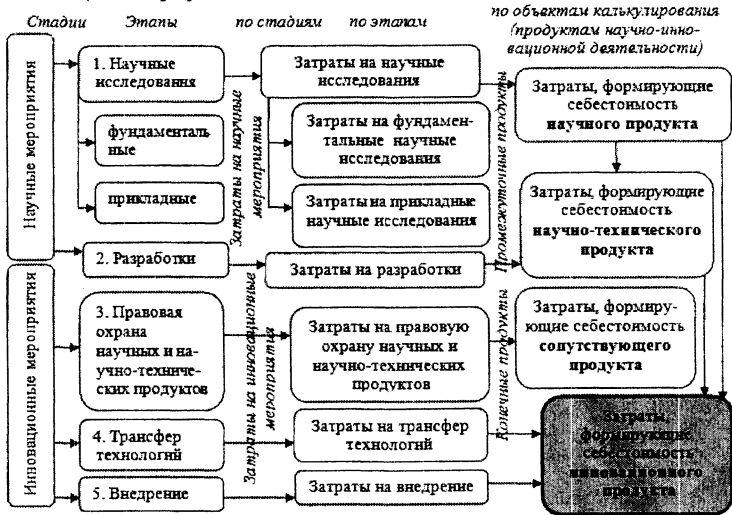 Стадии
Этапы
по стадиям
по этапам
по объектам калькулирования
(продуктам научно-инно-
вационной деятельности)
Научные мероприятия
1. Научные
исследования
фундаменталь
ные
прикладные
2. Разработки
Затраты на научные
мероприятия
Затраты на научные
исследования
Затраты на фундамен-
тальные научные
исследования
Затраты на прикладные
научные исследования
Затраты на разработки
Промежуточные продукты
Затраты, формирующие
себестоимость
научного продукта
Затраты, формирующие
себестоимость
научно-технического
продукта
Инновационные мероприятия
3. Правовая
охрана
научных и на-
учно-техниче-
ских продуктов
4. Трансфер
технологий
5. Внедрение
Затраты на инновационные
мероприятия
Затраты на правовую
охрану научных и
научно-технических
продуктов
Затраты на трансфер
технологий
Затраты на внедрение
Конечные продукты
Затраты, формиру-
ющие себестоимость
сопутствующего
продукта
Затраты,
формирующие
себестоимость
инновационного
продукта